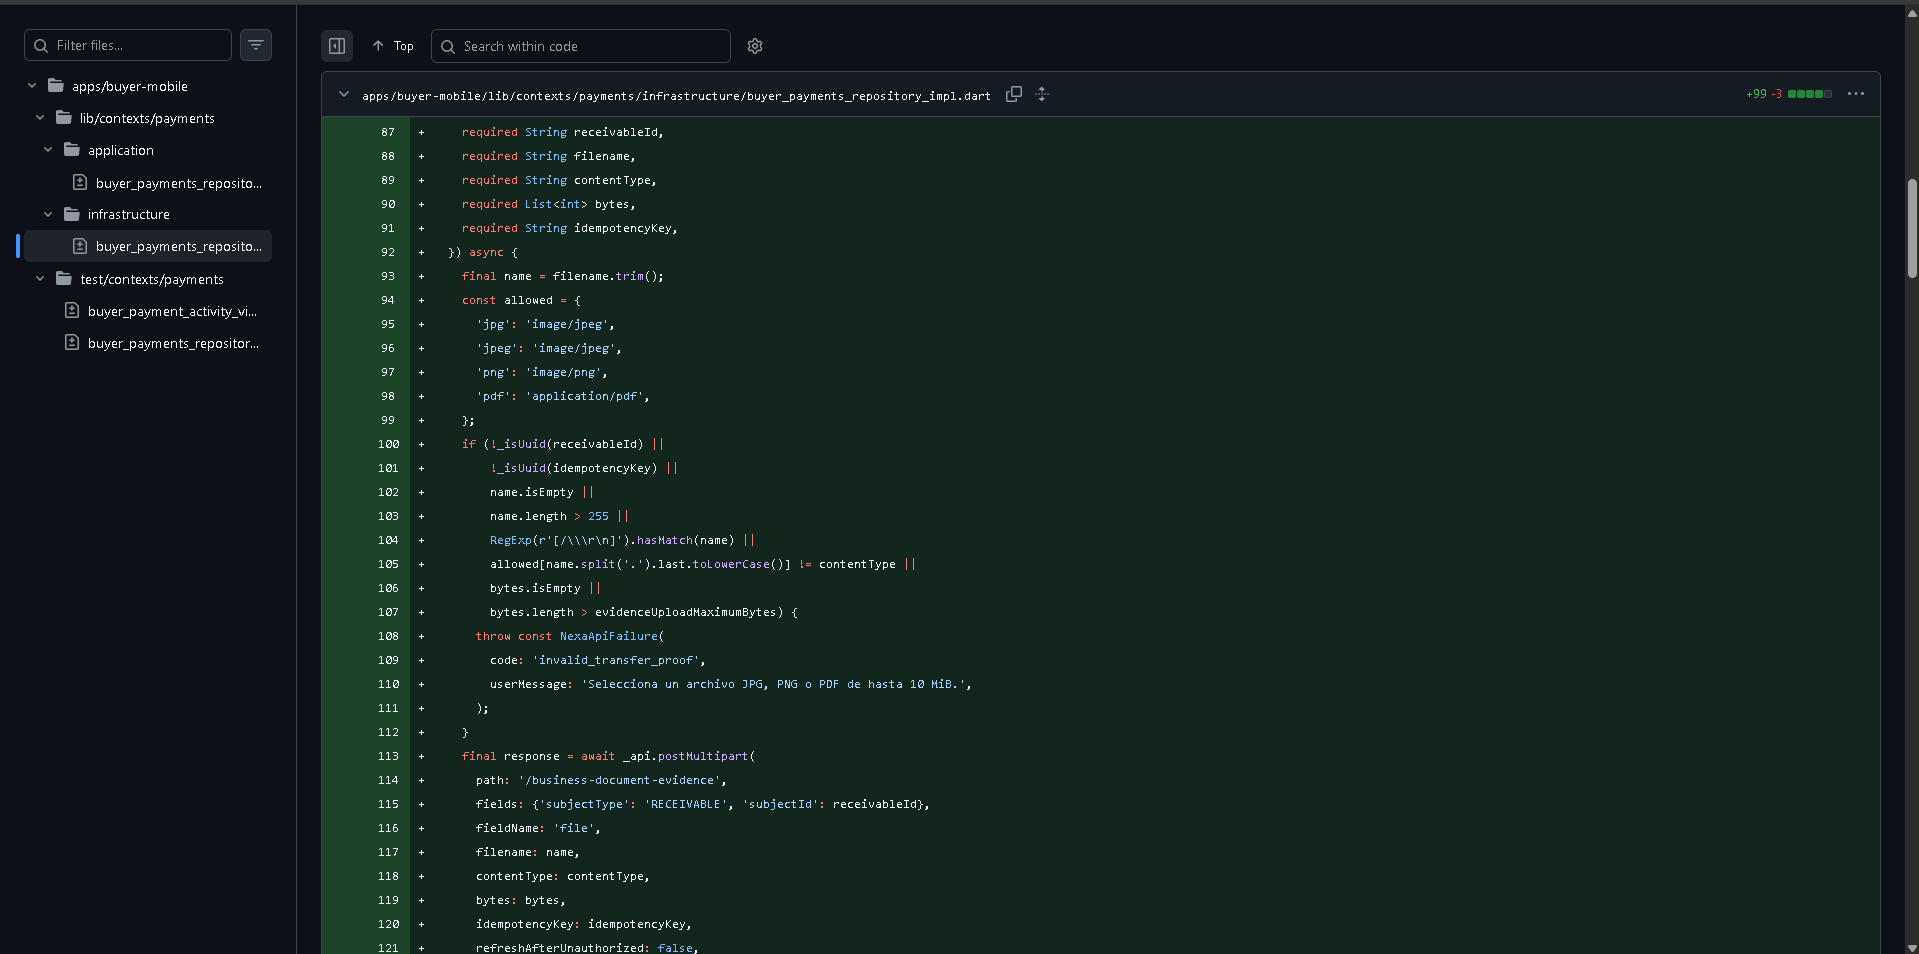 Filter files...
apps/buyer-mobile
lib/contexts/payments
application
buyer_payments_reposito...
infrastructure
buyer_payments_reposito...
test/contexts/payments
buyer_payment_activity_vi...
buyer_payments_repositor...
Top
Search within code
apps/buyer-mobile/lib/contexts/payments/infrastructure/buyer_payments_repository_impl.dart
+99 -3
87 + required String receivableId,
88 + required String filename,
89 + required String contentType,
90 + required List<int> bytes,
91 + required String idempotencyKey,
92 + }) async {
93 + final name = filename.trim();
94 + const allowed = {
95 + 'jpg': 'image/jpeg',
96 + 'jpeg': 'image/jpeg',
97 + 'png': 'image/png',
98 + 'pdf': 'application/pdf',
99 + };
100 + if (!_isUuid(receivableId) ||
101 + !_isUuid(idempotencyKey) ||
102 + name.isEmpty ||
103 + name.length > 255 ||
104 + RegExp(r'[/\\\r\n]').hasMatch(name) ||
105 + allowed[name.split('.').last.toLowerCase()] != contentType ||
106 + bytes.isEmpty ||
107 + bytes.length > evidenceUploadMaximumBytes) {
108 + throw const NexaApiFailure(
109 + code: 'invalid_transfer_proof',
110 + userMessage: 'Selecciona un archivo JPG, PNG o PDF de hasta 10 MiB.',
111 + );
112 + }
113 + final response = await _api.postMultipart(
114 + path: '/business-document-evidence',
115 + fields: {'subjectType': 'RECEIVABLE', 'subjectId': receivableId},
116 + fieldName: 'file',
117 + filename: name,
118 + contentType: contentType,
119 + bytes: bytes,
120 + idempotencyKey: idempotencyKey,
121 + refreshAfterUnauthorized: false,